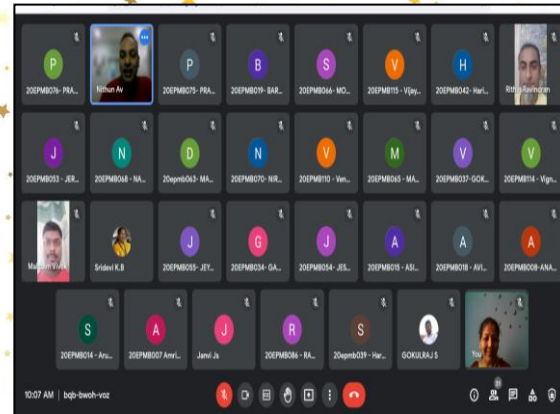 P
P
B
S
V
H
20EPMB076- PRA...
Nithun Av
20EPMB075- PRA...
20EPMB019- BAR...
20EPMB066 - MO...
20EPMB115 - Vijay...
20EPMB042- Hari...
Rithig Ravindran
J
N
D
N
V
M
V
V
20EPMB053 - JER...
20EPMB068 - NA...
20epmb063- MA...
20EPMB070- NIR...
20EPMB110 - Ven...
20EPMB065 - MA...
20EPMB037-GOK...
20EPMB114 - Vign...
J
G
J
A
A
A
Vivek
Sridevi K.B
20EPMB055- JEY...
20EPMB034 - GA...
20EPMB054- JES...
20EPMB015 - ASI...
20EPMB018 - AVI...
20EPMB008-ANA...
S
A
J
R
S
20EPMB014 - Aru...
20EPMB007 Amri...
Janvi Js
20EPMB086 - RA...
20epmb039 - Har...
GOKULRAJ S
You
10:07 AM | bqb-bwoh-voz
31